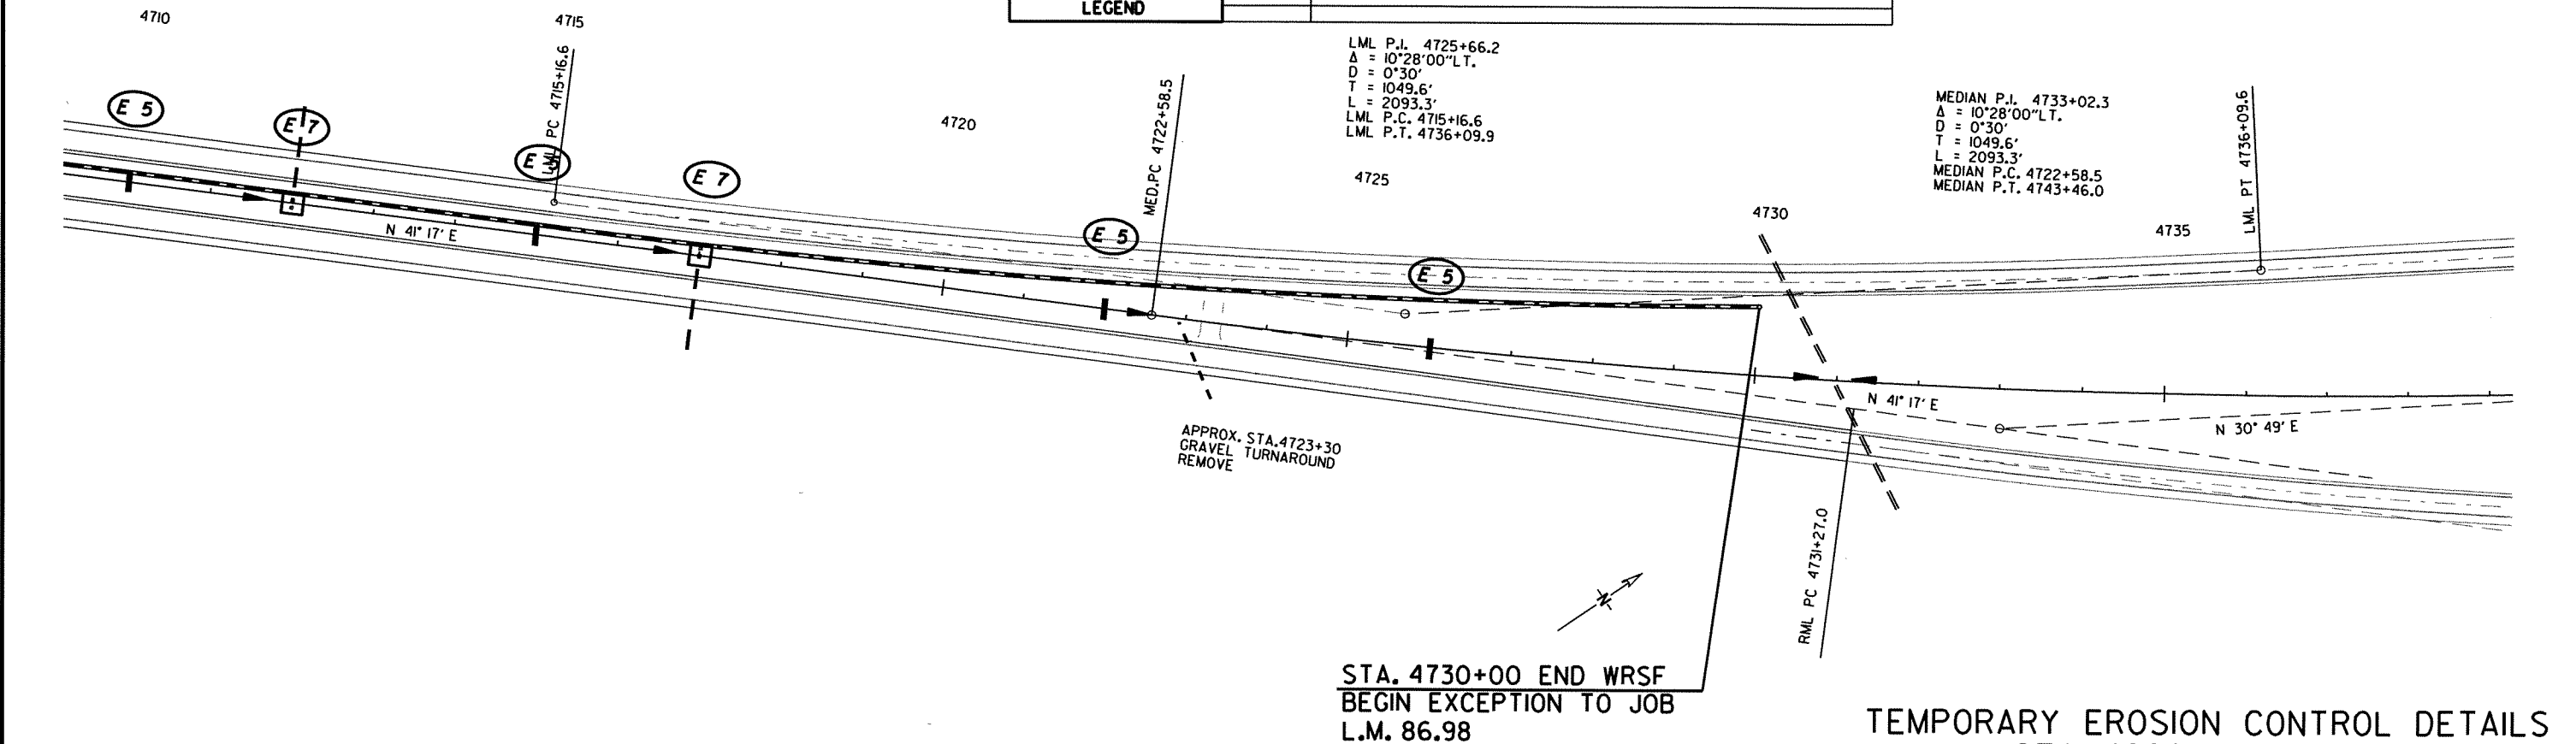 LEGEND
4710
4715
LML PC 4715+16.6
E 5
E 7
E 5
E 7
4720
MED.PC 4722+58.5
E 5
LML P.I. 4725+66.2
Δ = 10°28'00"LT.
D = 0°30'
T = 1049.6'
L = 2093.3'
LML P.C. 4715+16.6
LML P.T. 4736+09.9
4725
E 5
4730
MEDIAN P.I. 4733+02.3
Δ = 10°28'00"LT.
D = 0°30'
T = 1049.6'
L = 2093.3'
MEDIAN P.C. 4722+58.5
MEDIAN P.T. 4743+46.0
4735
LML PT 4736+09.6
N 41° 17' E
N 41° 17' E
N 30° 49' E
APPROX. STA.4723+30
GRAVEL TURNAROUND
REMOVE
N
RML PC 4731+27.0
STA. 4730+00 END WRSF
BEGIN EXCEPTION TO JOB
L.M. 86.98
TEMPORARY EROSION CONTROL DETAILS